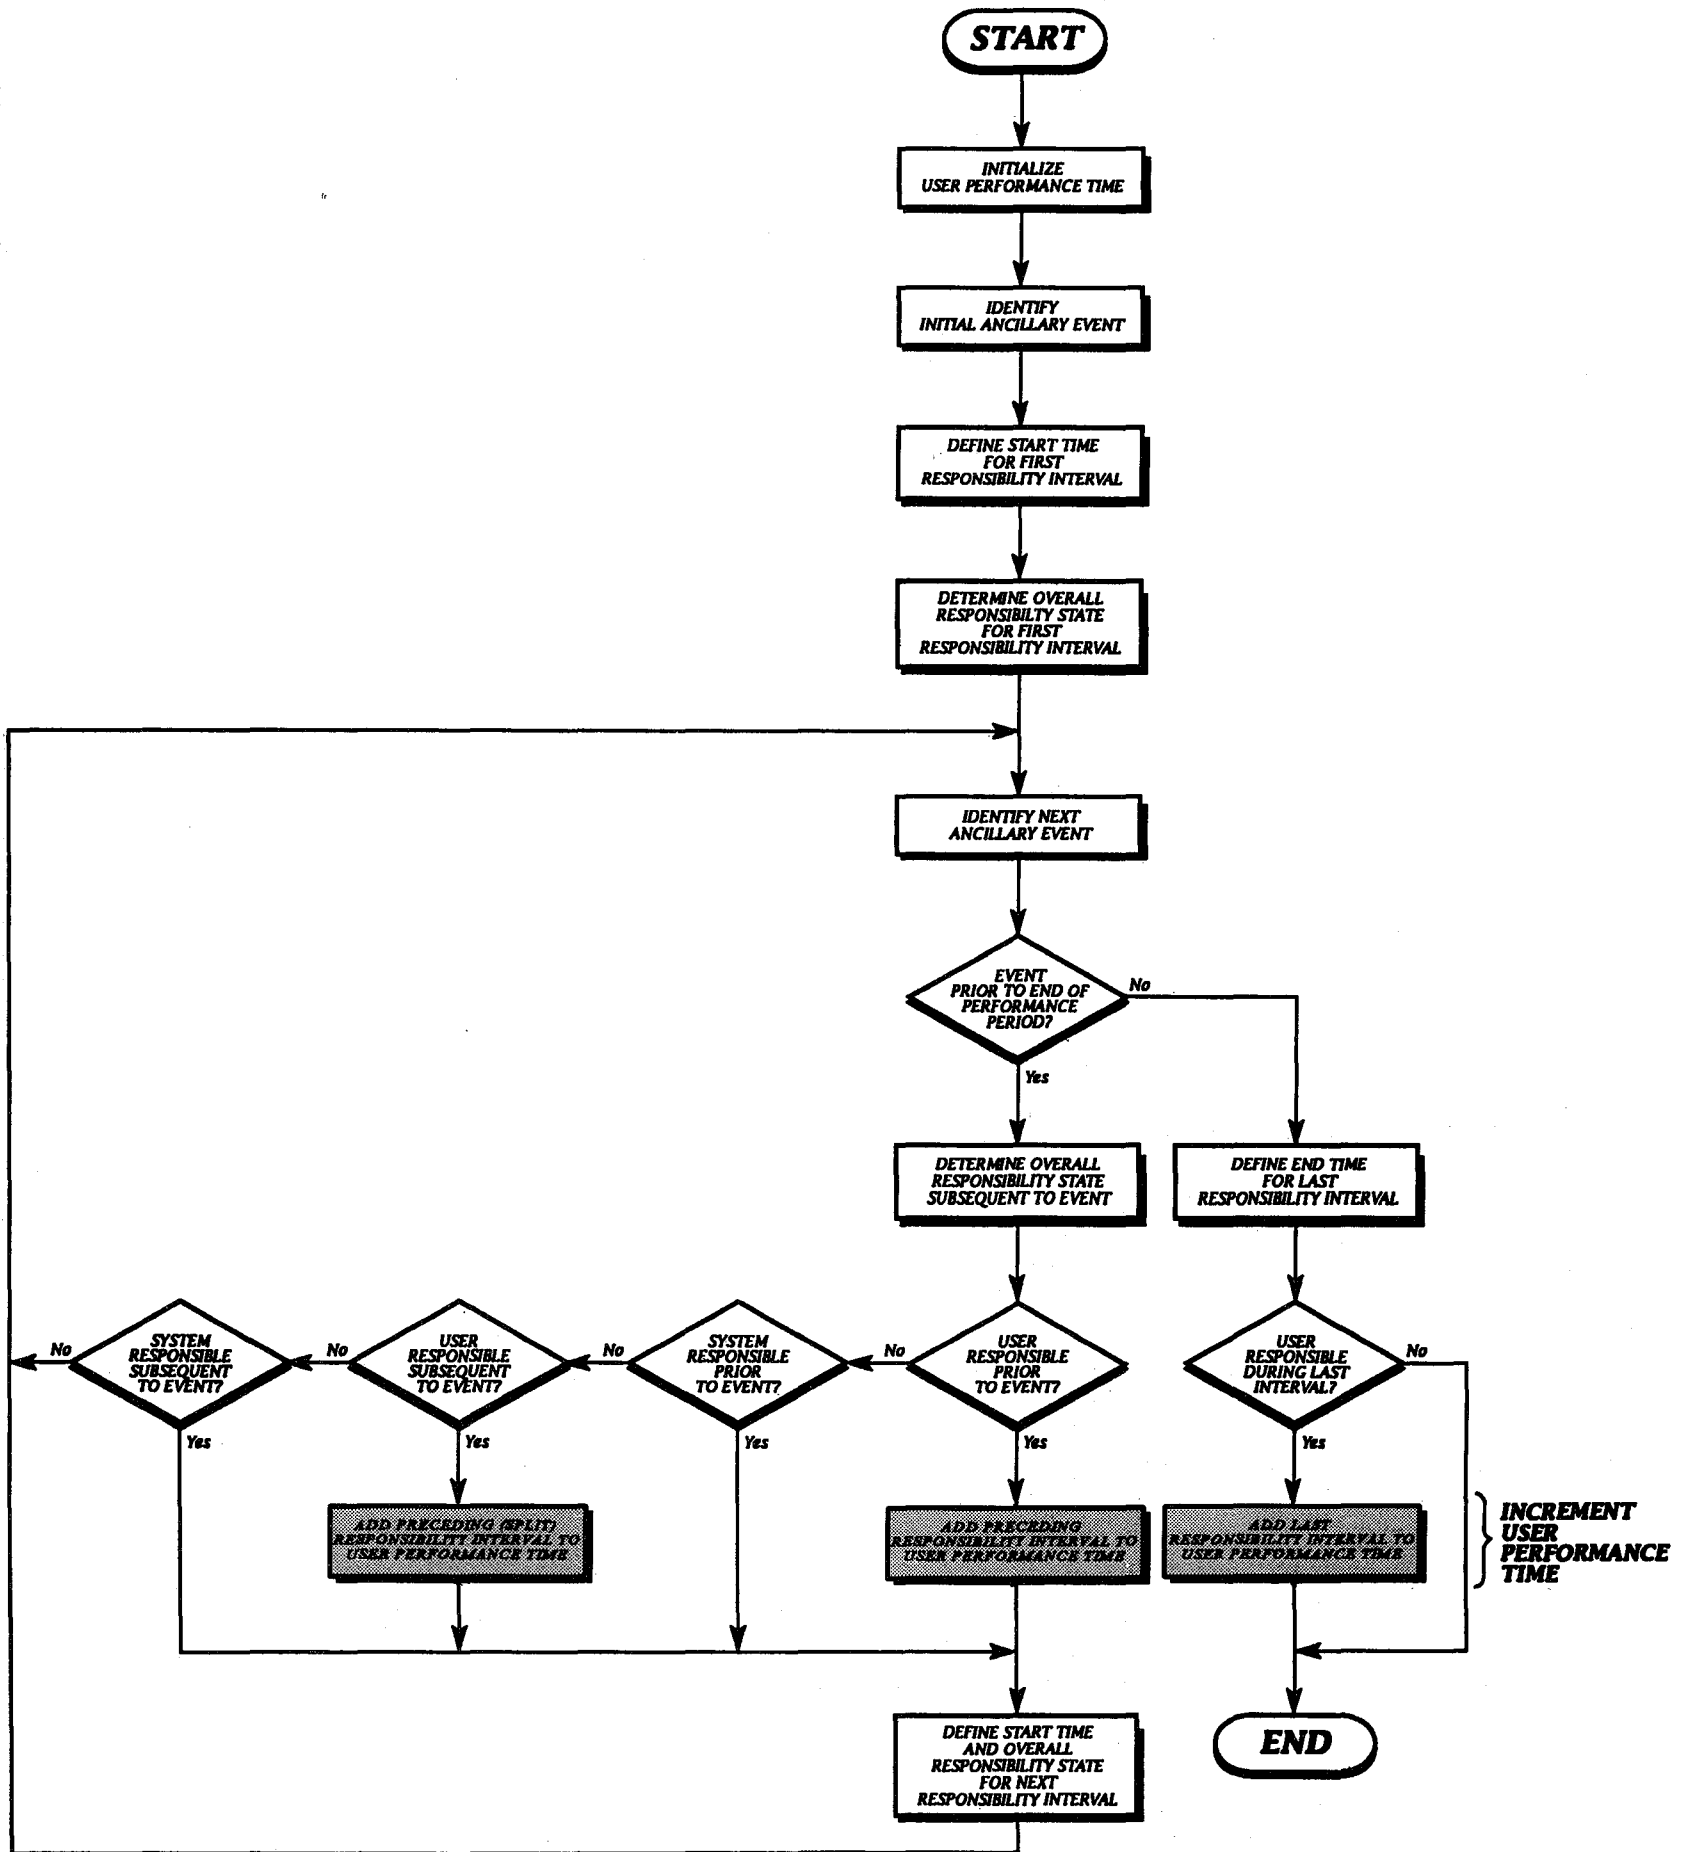 START
INITIALIZE
USER PERFORMANCE TIME
IDENTIFY
INITIAL ANCILLARY EVENT
DEFINE START TIME
FOR FIRST
RESPONSIBILITY INTERVAL
DETERMINE OVERALL
RESPONSIBILTY STATE
FOR FIRST
RESPONSIBILITY INTERVAL
IDENTIFY NEXT
ANCILLARY EVENT
EVENT
PRIOR TO END OF
PERFORMANCE
PERIOD?
No
Yes
DETERMINE OVERALL
RESPONSIBILITY STATE
SUBSEQUENT TO EVENT
DEFINE END TIME
FOR LAST
RESPONSIBILITY INTERVAL
No
SYSTEM
RESPONSIBLE
SUBSEQUENT
TO EVENT?
Yes
No
USER
RESPONSIBLE
SUBSEQUENT
TO EVENT?
Yes
No
SYSTEM
RESPONSIBLE
PRIOR
TO EVENT?
Yes
No
USER
RESPONSIBLE
PRIOR
TO EVENT?
Yes
USER
RESPONSIBLE
DURING LAST
INTERVAL?
No
Yes
ADD PRECEDING (SPLIT)
RESPONSIBILITY INTERVAL TO
USER PERFORMANCE TIME
ADD PRECEDING
RESPONSIBILITY INTERVAL TO
USER PERFORMANCE TIME
ADD LAST
RESPONSIBILITY INTERVAL TO
USER PERFORMANCE TIME
INCREMENT
USER
PERFORMANCE
TIME
DEFINE START TIME
AND OVERALL
RESPONSIBILITY STATE
FOR NEXT
RESPONSIBILITY INTERVAL
END